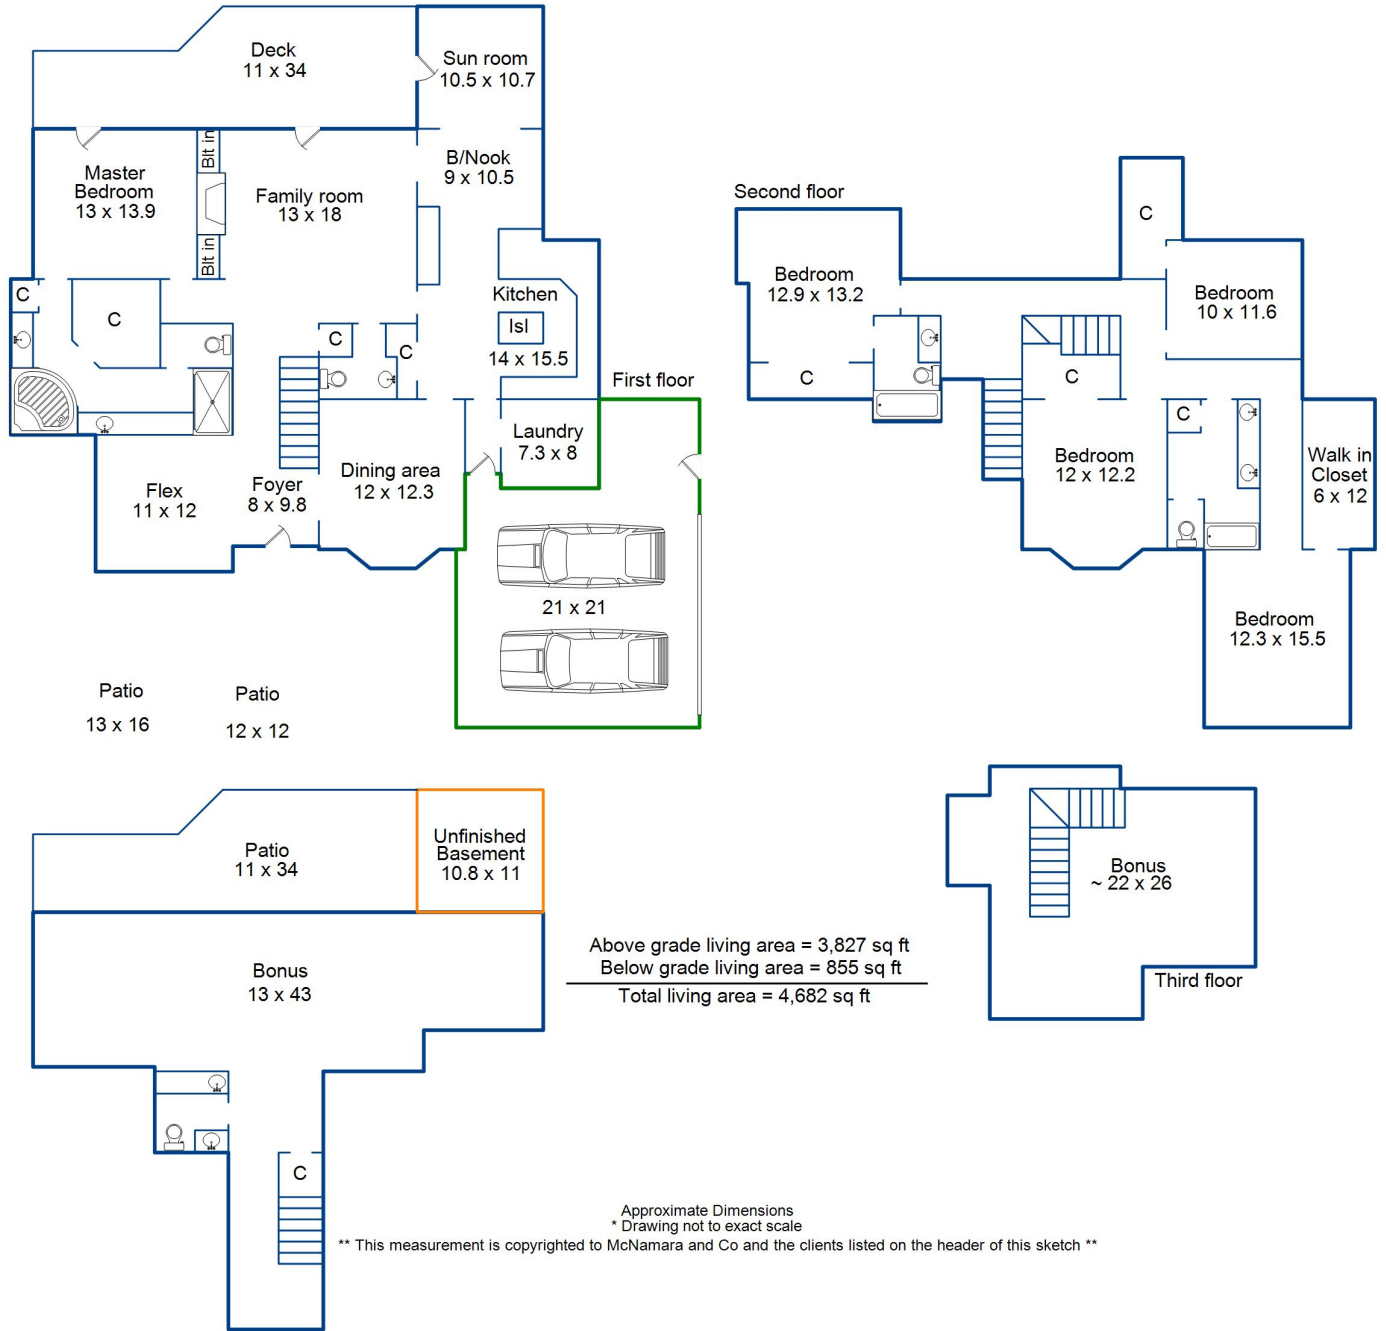 Deck
11 x 34
Sun room
10.5 x 10.7
Blt in
B/Nook
9 x 10.5
Master
Bedroom
13 x 13.9
Family room
13 x 18
Blt in
C
C
Kitchen
Isl
14 x 15.5
C
C
First floor
Laundry
7.3 x 8
Dining area
12 x 12.3
Foyer
8 x 9.8
Flex
11 x 12
21 x 21
Patio
13 x 16
Patio
12 x 12
Second floor
C
Bedroom
12.9 x 13.2
Bedroom
10 x 11.6
C
C
C
Bedroom
12 x 12.2
Walk in
Closet
6 x 12
Bedroom
12.3 x 15.5
Patio
11 x 34
Unfinished
Basement
10.8 x 11
Bonus
13 x 43
C
Above grade living area = 3,827 sq ft
Below grade living area = 855 sq ft
Total living area = 4,682 sq ft
Bonus
~ 22 x 26
Third floor
Approximate Dimensions
* Drawing not to exact scale
** This measurement is copyrighted to McNamara and Co and the clients listed on the header of this sketch **